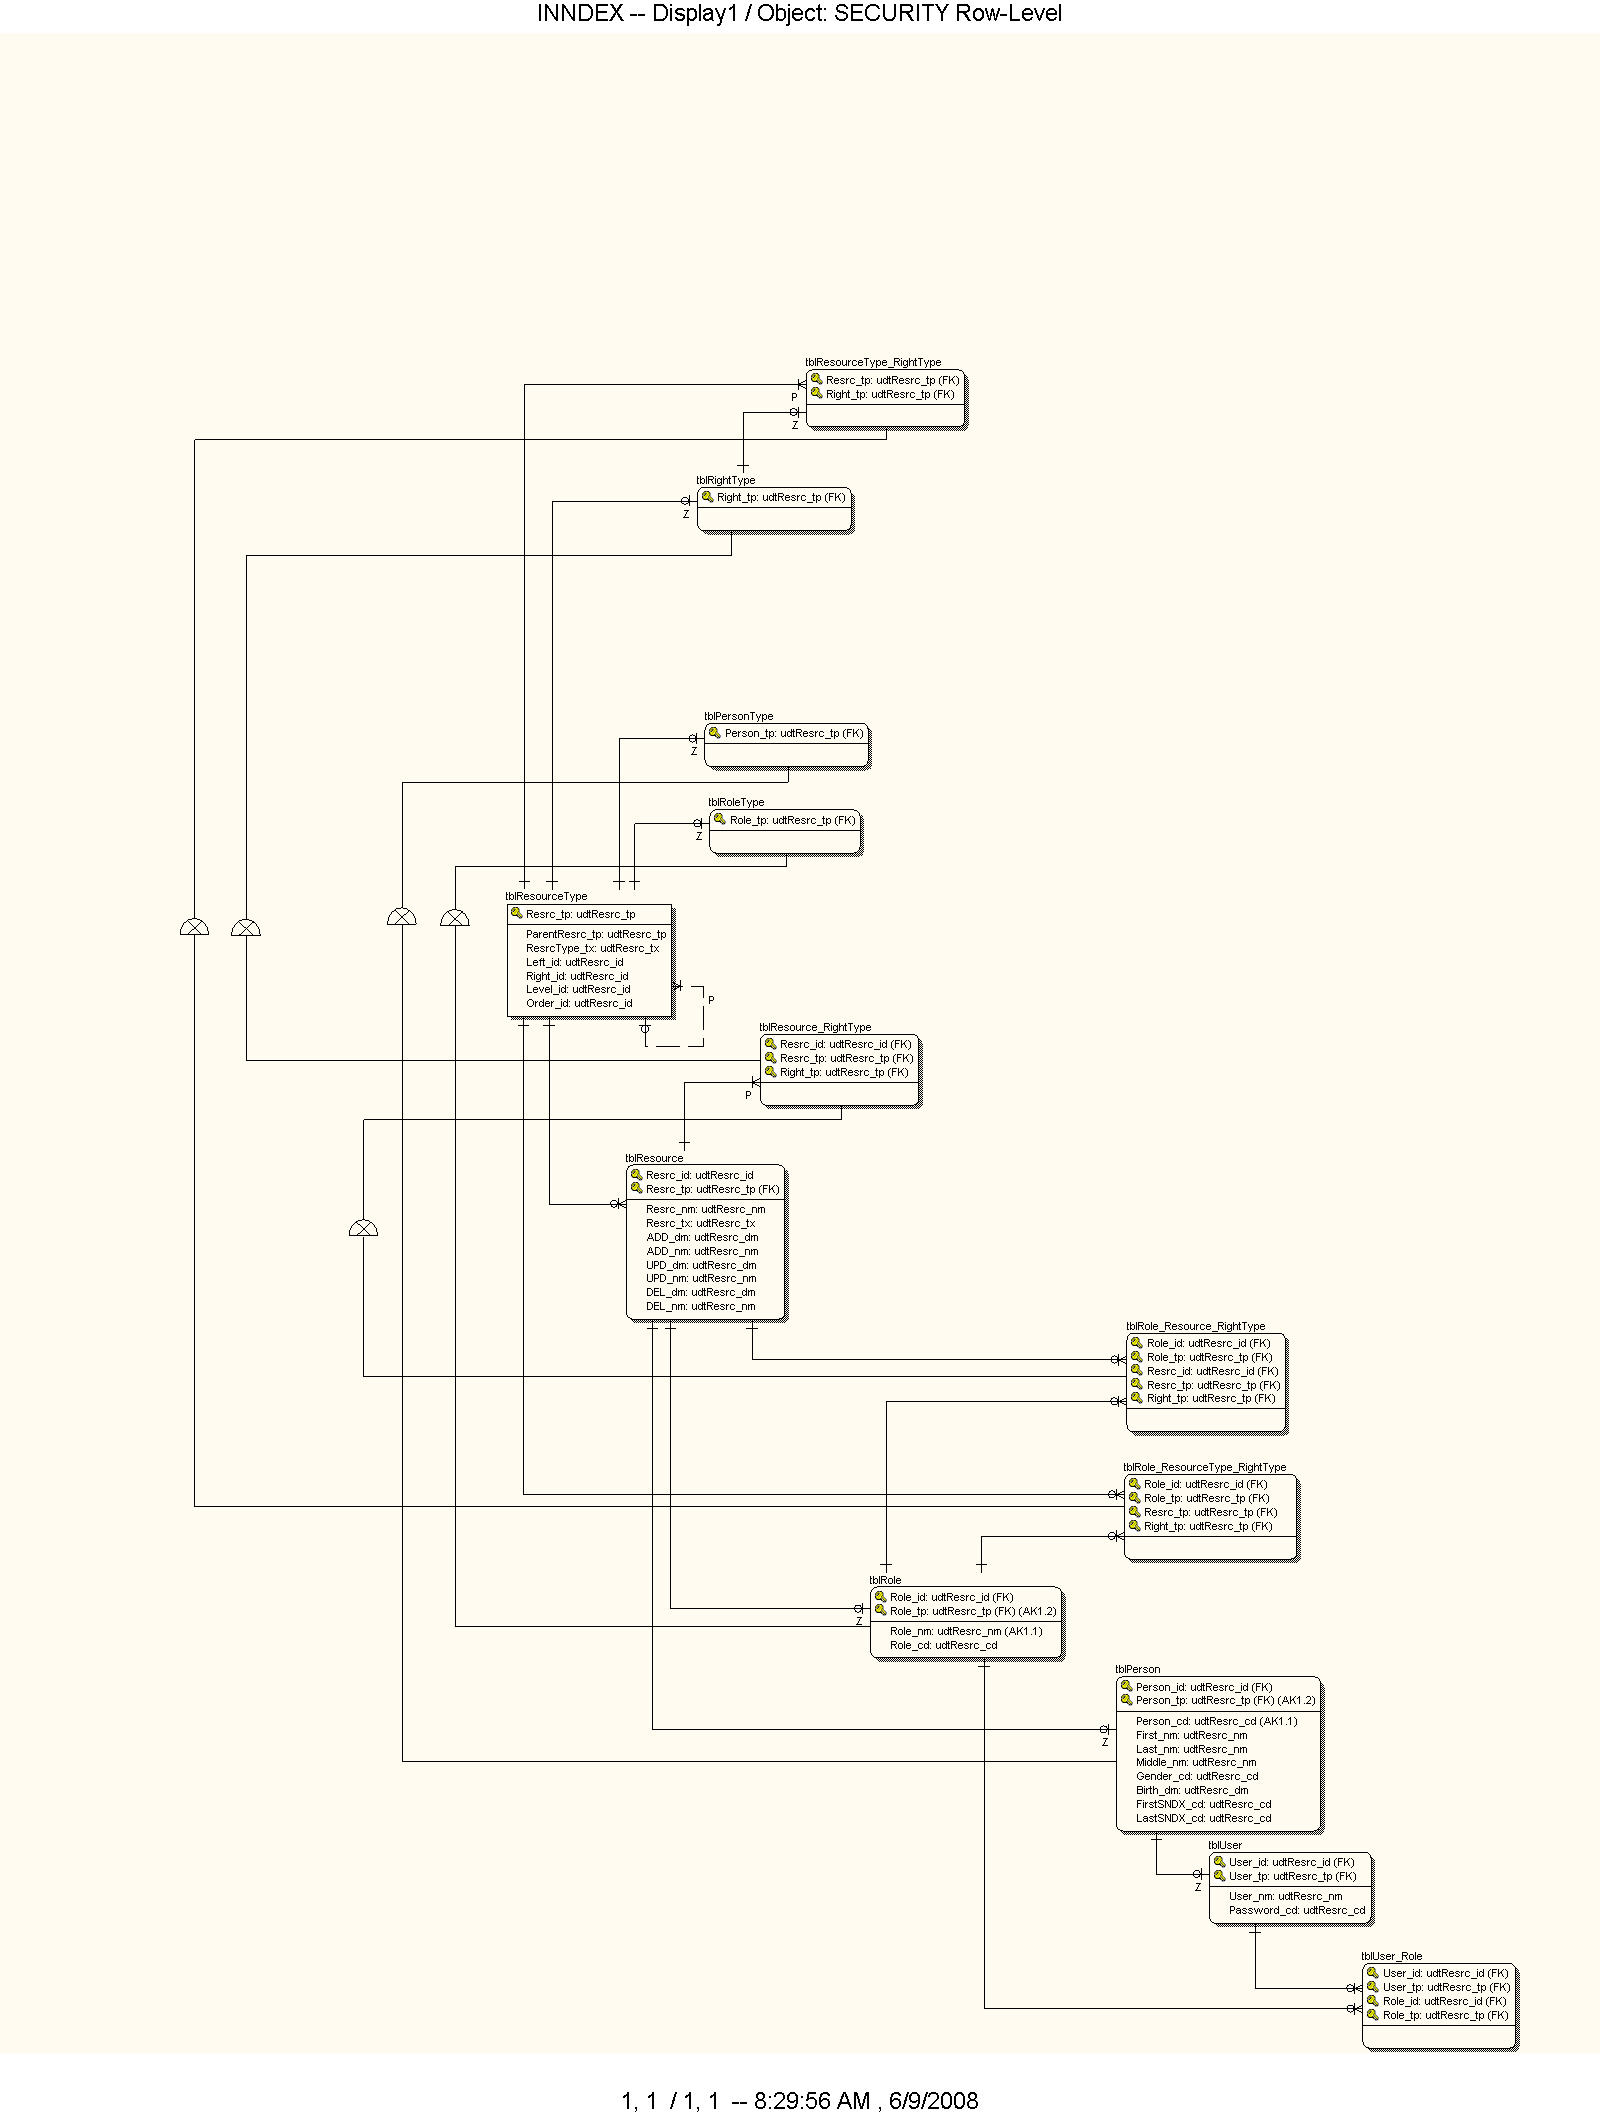 INNDEX -- Display1 / Object: SECURITY Row-Level
tblResourceType_RightType
Resrc_tp: udtResrc_tp (FK)
Right_tp: udtResrc_tp (FK)
P
Z
tblRightType
Right_tp: udtResrc_tp (FK)
Z
tblPersonType
Person_tp: udtResrc_tp (FK)
Z
tblRoleType
Role_tp: udtResrc_tp (FK)
Z
tblResourceType
Resrc_tp: udtResrc_tp
ParentResrc_tp: udtResrc_tp
ResrcType_tx: udtResrc_tx
Left_id: udtResrc_id
Right_id: udtResrc_id
Level_id: udtResrc_id
Order_id: udtResrc_id
P
tblResource_RightType
Resrc_id: udtResrc_id (FK)
Resrc_tp: udtResrc_tp (FK)
Right_tp: udtResrc_tp (FK)
P
tblResource
Resrc_id: udtResrc_id
Resrc_tp: udtResrc_tp (FK)
Resrc_nm: udtResrc_nm
Resrc_tx: udtResrc_tx
ADD_dm: udtResrc_dm
ADD_nm: udtResrc_nm
UPD_dm: udtResrc_dm
UPD_nm: udtResrc_nm
DEL_dm: udtResrc_dm
DEL_nm: udtResrc_nm
tblRole_Resource_RightType
Role_id: udtResrc_id (FK)
Role_tp: udtResrc_tp (FK)
Resrc_id: udtResrc_id (FK)
Resrc_tp: udtResrc_tp (FK)
Right_tp: udtResrc_tp (FK)
tblRole_ResourceType_RightType
Role_id: udtResrc_id (FK)
Role_tp: udtResrc_tp (FK)
Resrc_tp: udtResrc_tp (FK)
Right_tp: udtResrc_tp (FK)
tblRole
Role_id: udtResrc_id (FK)
Role_tp: udtResrc_tp (FK) (AK1.2)
Role_nm: udtResrc_nm (AK1.1)
Role_cd: udtResrc_cd
Z
tblPerson
Person_id: udtResrc_id (FK)
Person_tp: udtResrc_tp (FK) (AK1.2)
Person_cd: udtResrc_cd (AK1.1)
First_nm: udtResrc_nm
Last_nm: udtResrc_nm
Middle_nm: udtResrc_nm
Gender_cd: udtResrc_cd
Birth_dm: udtResrc_dm
FirstSNDX_cd: udtResrc_cd
LastSNDX_cd: udtResrc_cd
Z
tblUser
User_id: udtResrc_id (FK)
User_tp: udtResrc_tp (FK)
User_nm: udtResrc_nm
Password_cd: udtResrc_cd
Z
tblUser_Role
User_id: udtResrc_id (FK)
User_tp: udtResrc_tp (FK)
Role_id: udtResrc_id (FK)
Role_tp: udtResrc_tp (FK)
1, 1 / 1, 1 -- 8:29:56 AM , 6/9/2008